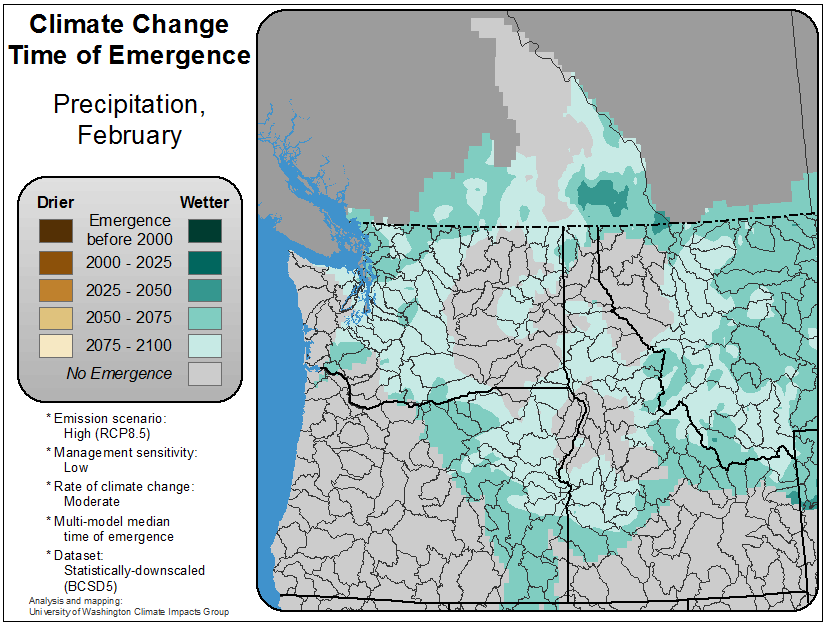 Climate Change
Time of Emergence
Precipitation,
February
Drier
Wetter
Emergence
before 2000
2000 - 2025
2025 - 2050
2050 - 2075
2075 - 2100
No Emergence
* Emission scenario:
High (RCP8.5)
* Management sensitivity:
Low
* Rate of climate change:
Moderate
* Multi-model median
time of emergence
* Dataset:
Statistically-downscaled
(BCSD5)
Analysis and mapping:
University of Washington Climate Impacts Group